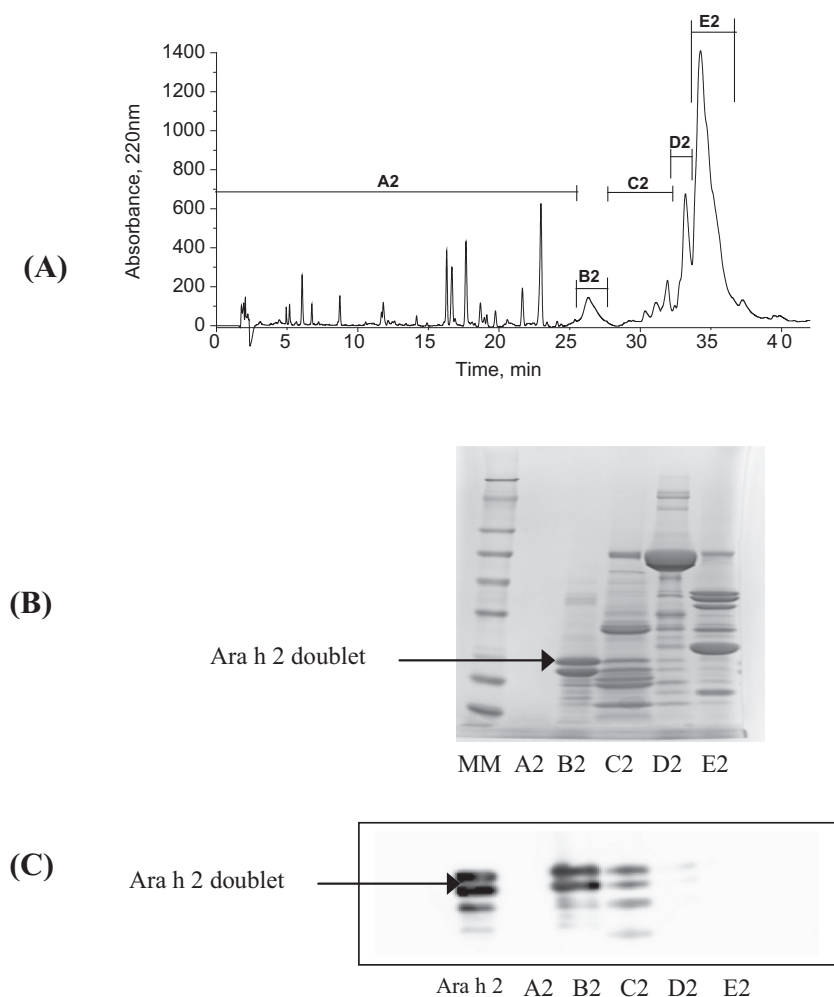 E2
1400
1200
D2
1000
800
A2
C2
600
(A)
Absorbance, 220nm
400
B2
200
0
0 5 10 15 20 25 30 35 40
Time, min
(B)
Ara h 2 doublet
MM A2 B2 C2 D2 E2
(C)
Ara h 2 doublet
Ara h 2 A2 B2 C2 D2 E2